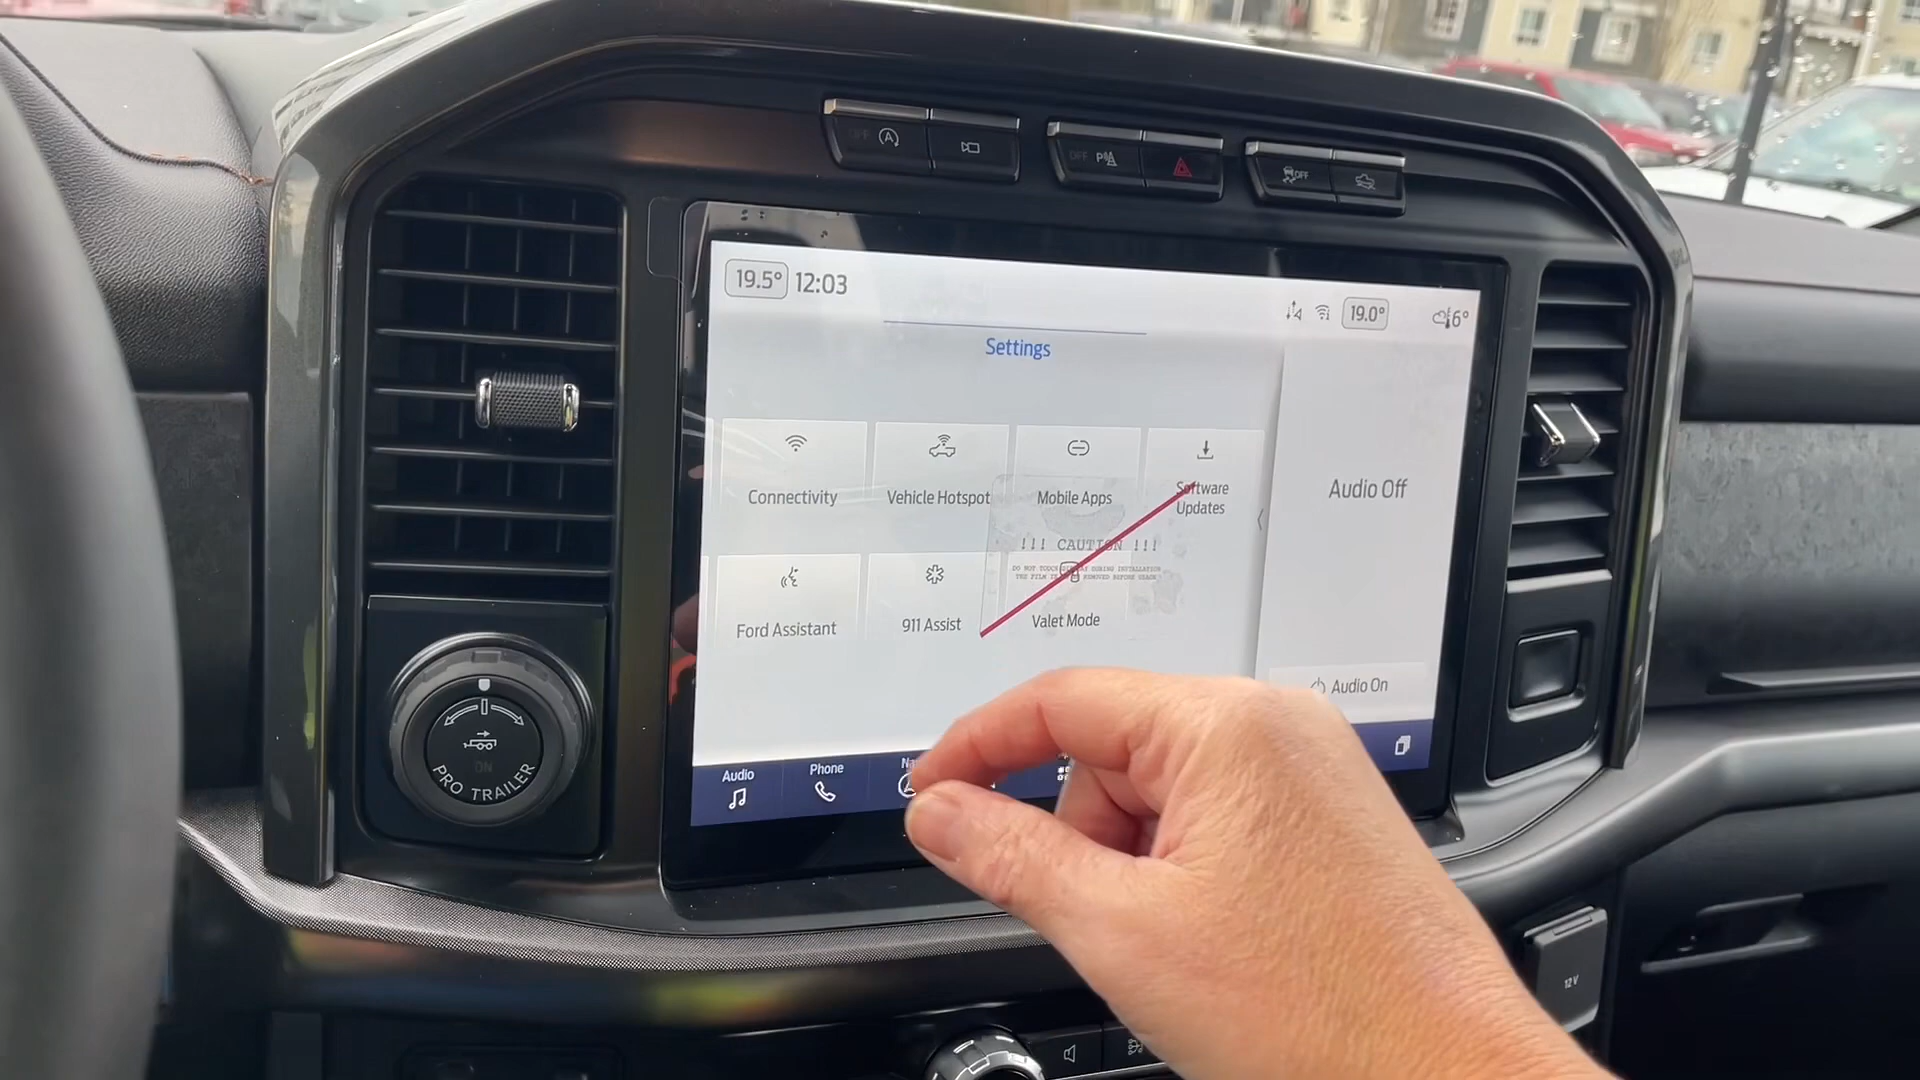 OFF
OFF
OFF
19.5° 12:03
19.0°
6°
Settings
Connectivity
Vehicle Hotspot
Mobile Apps
Software
Updates
Audio Off
!!! CAUTION !!!
Ford Assistant
911 Assist
Valet Mode
Audio On
Audio
Phone
ON
PRO TRAILER
12V